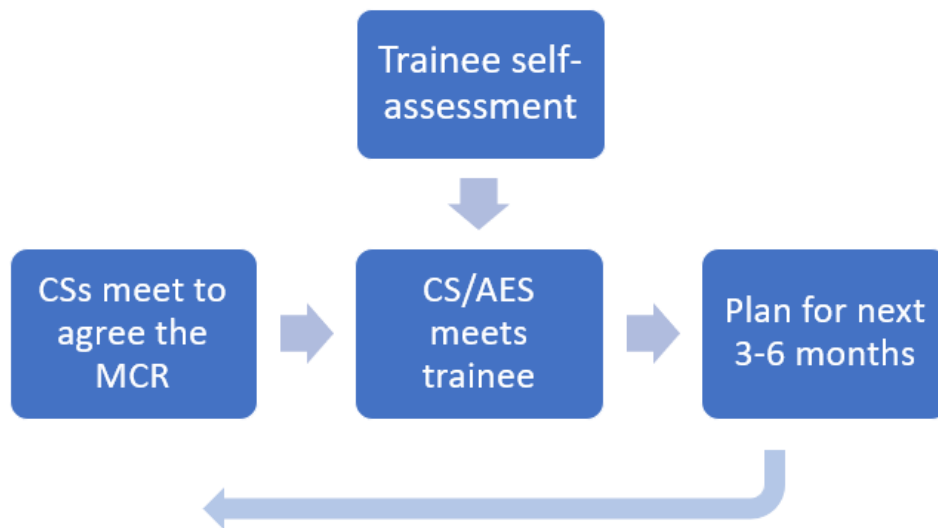 Trainee self-
assessment
CSs meet to
agree the
MCR
CS/AES
meets
trainee
Plan for next
3-6 months